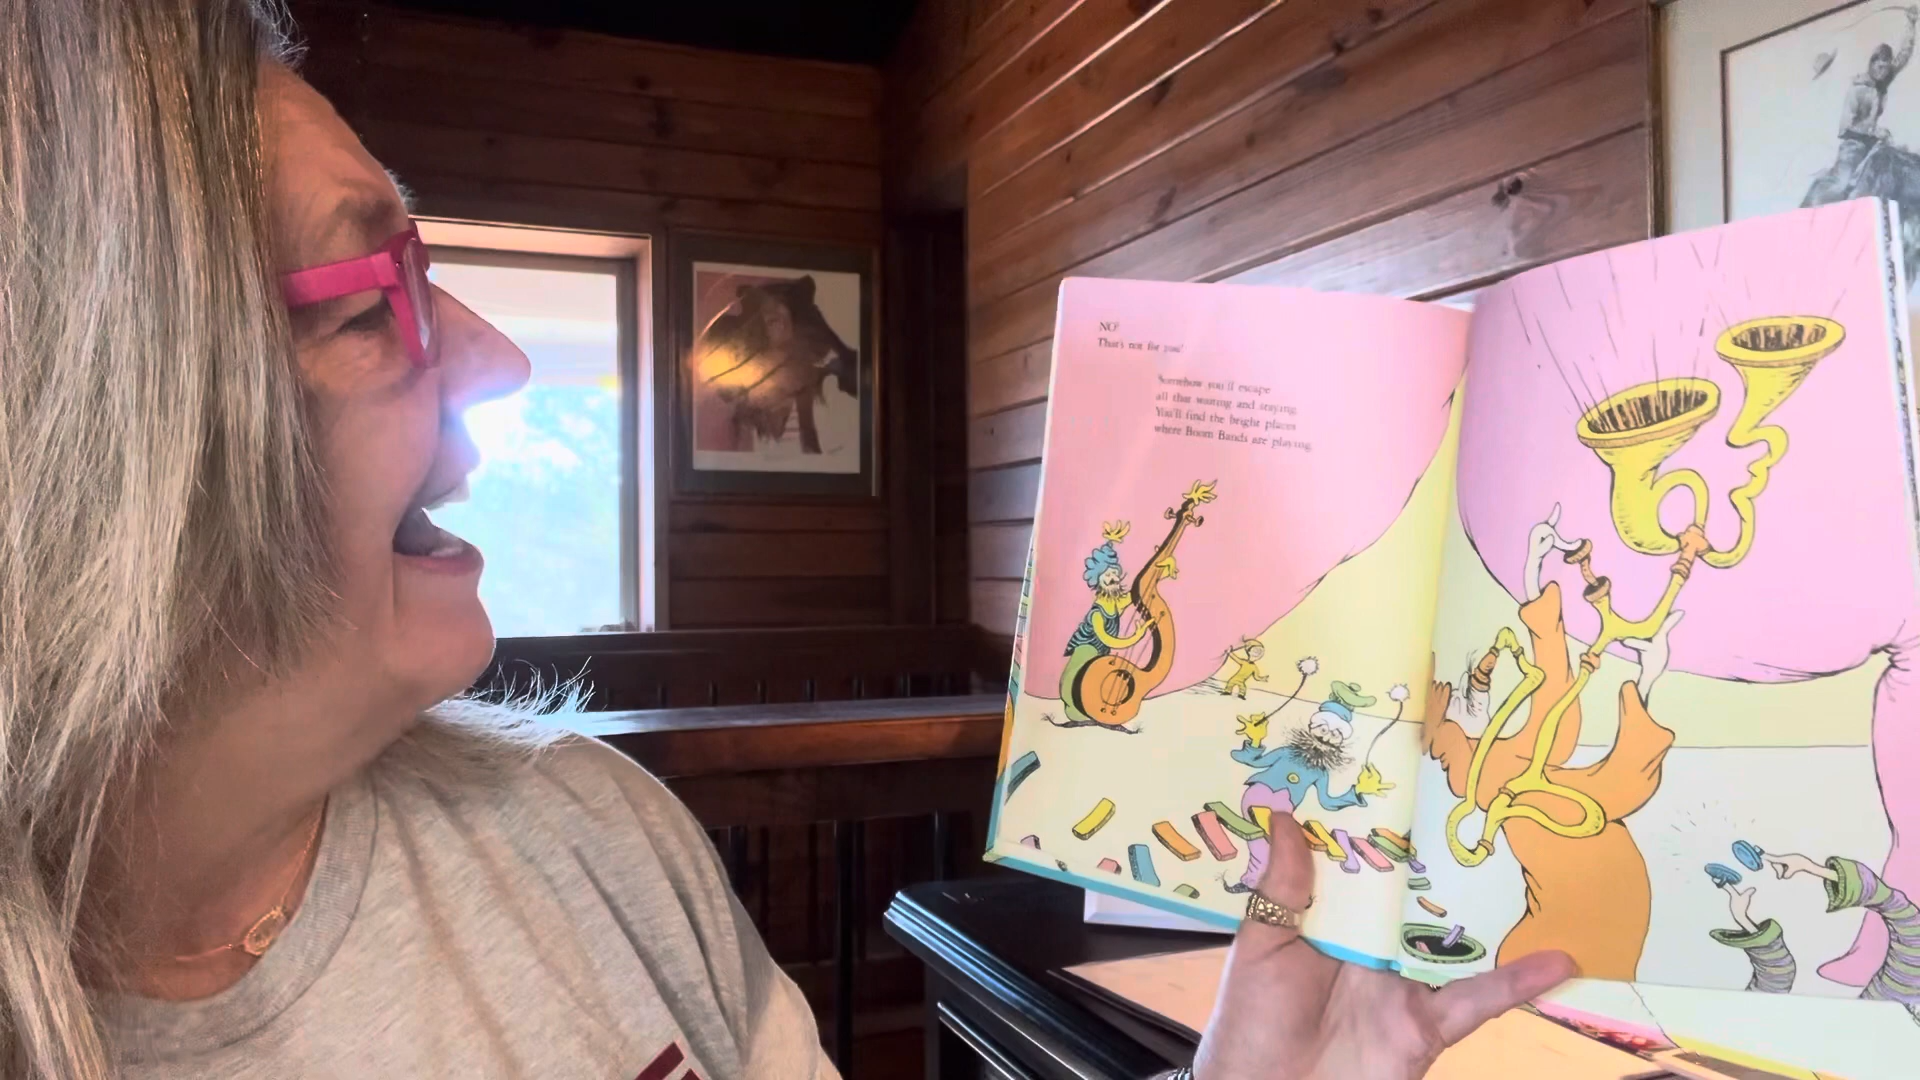 NO!
That's not for you!
Somehow you'll escape
all that waiting and staying.
You'll find the bright places
where Boom Bands are playing.